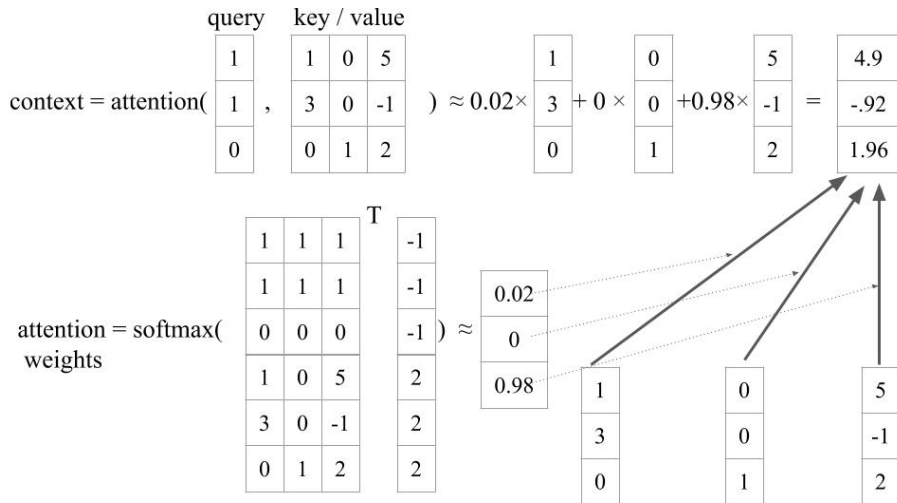 query key / value
1 1 0 5 1 0 5 4.9
context = attention( 1 , 3 0 -1 ) ≈ 0.02× 3 + 0 × 0 +0.98× -1 = -.92
0 0 1 2 0 1 2 1.96
T
1 1 1 -1
1 1 1 -1 0.02
attention = softmax( 0 0 0 -1 ) ≈ 0
weights
1 0 5 2 0.98 1 0 5
3 0 -1 2 3 0 -1
0 1 2 2 0 1 2